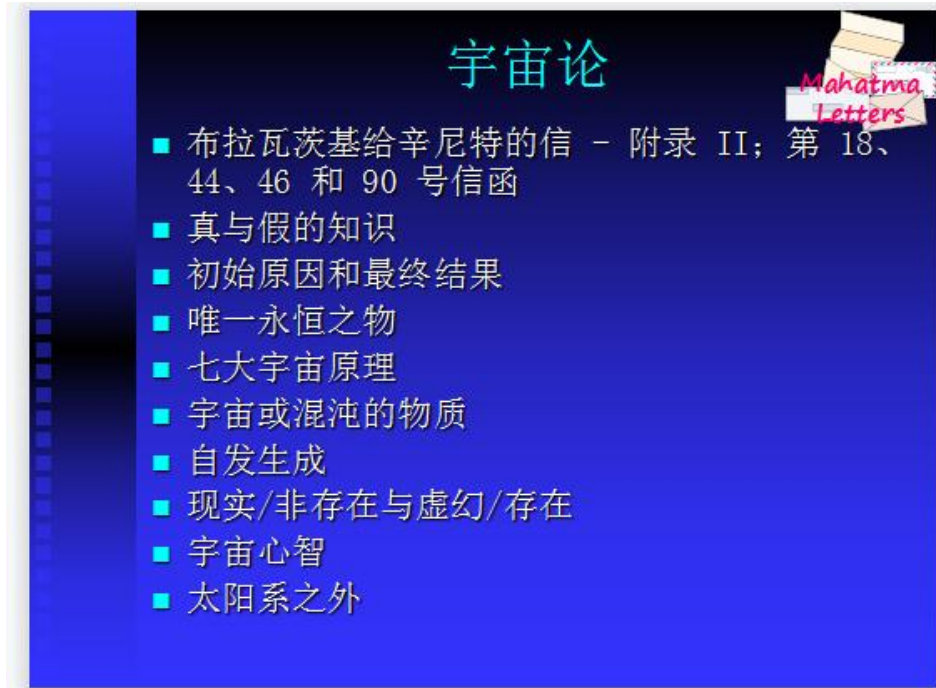 宇宙论
Mahatma
Letters
布拉瓦茨基给辛尼特的信 - 附录 II；第 18、
44、46 和 90 号信函
真与假的知识
初始原因和最终结果
唯一永恒之物
七大宇宙原理
宇宙或混沌的物质
自发生成
现实/非存在与虚幻/存在
宇宙心智
太阳系之外